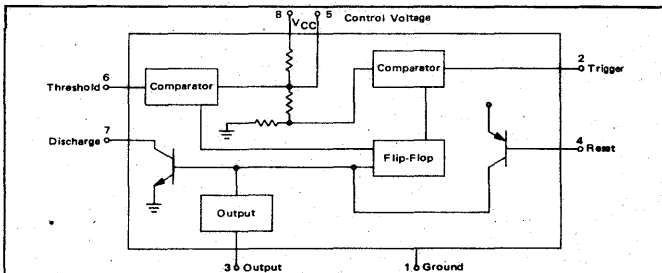 8 VCC 5 Control Voltage
6
Threshold
Comparator
Comparator
2
Trigger
7
Discharge
Flip-Flop
4
Reset
Output
3 Output
1 Ground